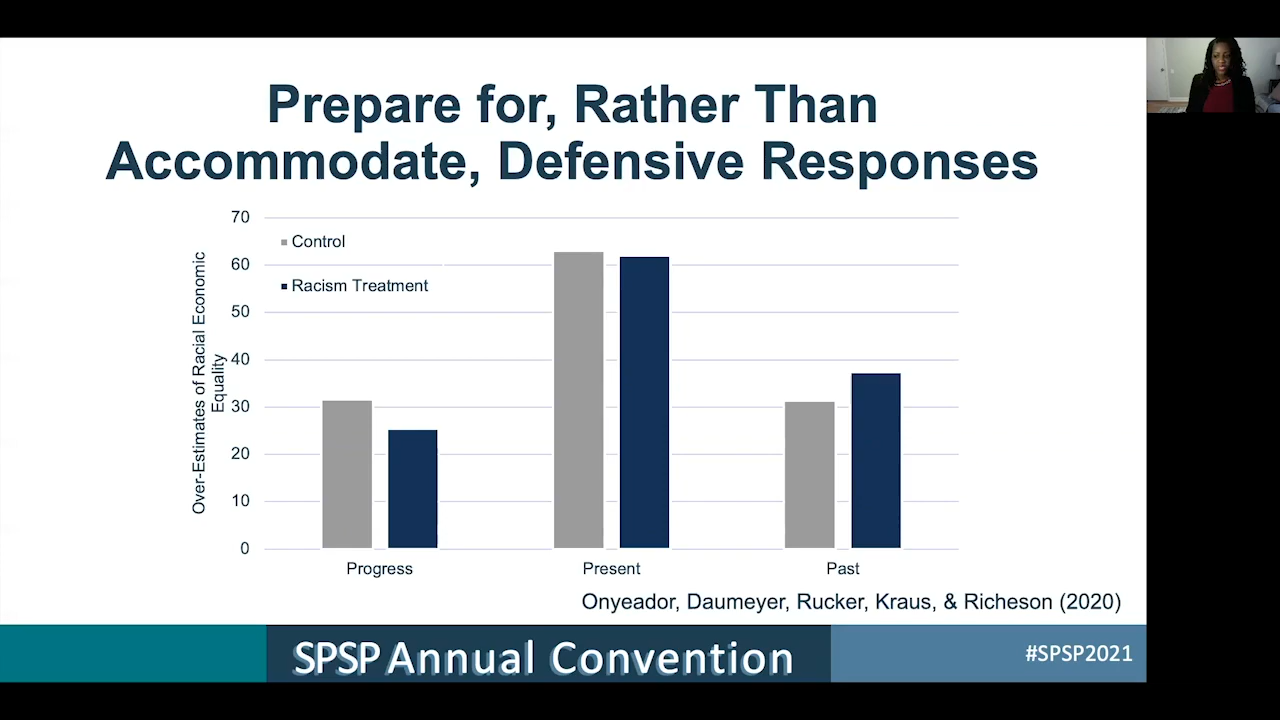 Prepare for, Rather Than
Accommodate, Defensive Responses
70
60
50
40
30
20
10
0
Over-Estimates of Racial Economic
Equality
Control
Racism Treatment
Progress
Present
Past
Onyeador, Daumeyer, Rucker, Kraus, & Richeson (2020)
SPSP Annual Convention
#SPSP2021